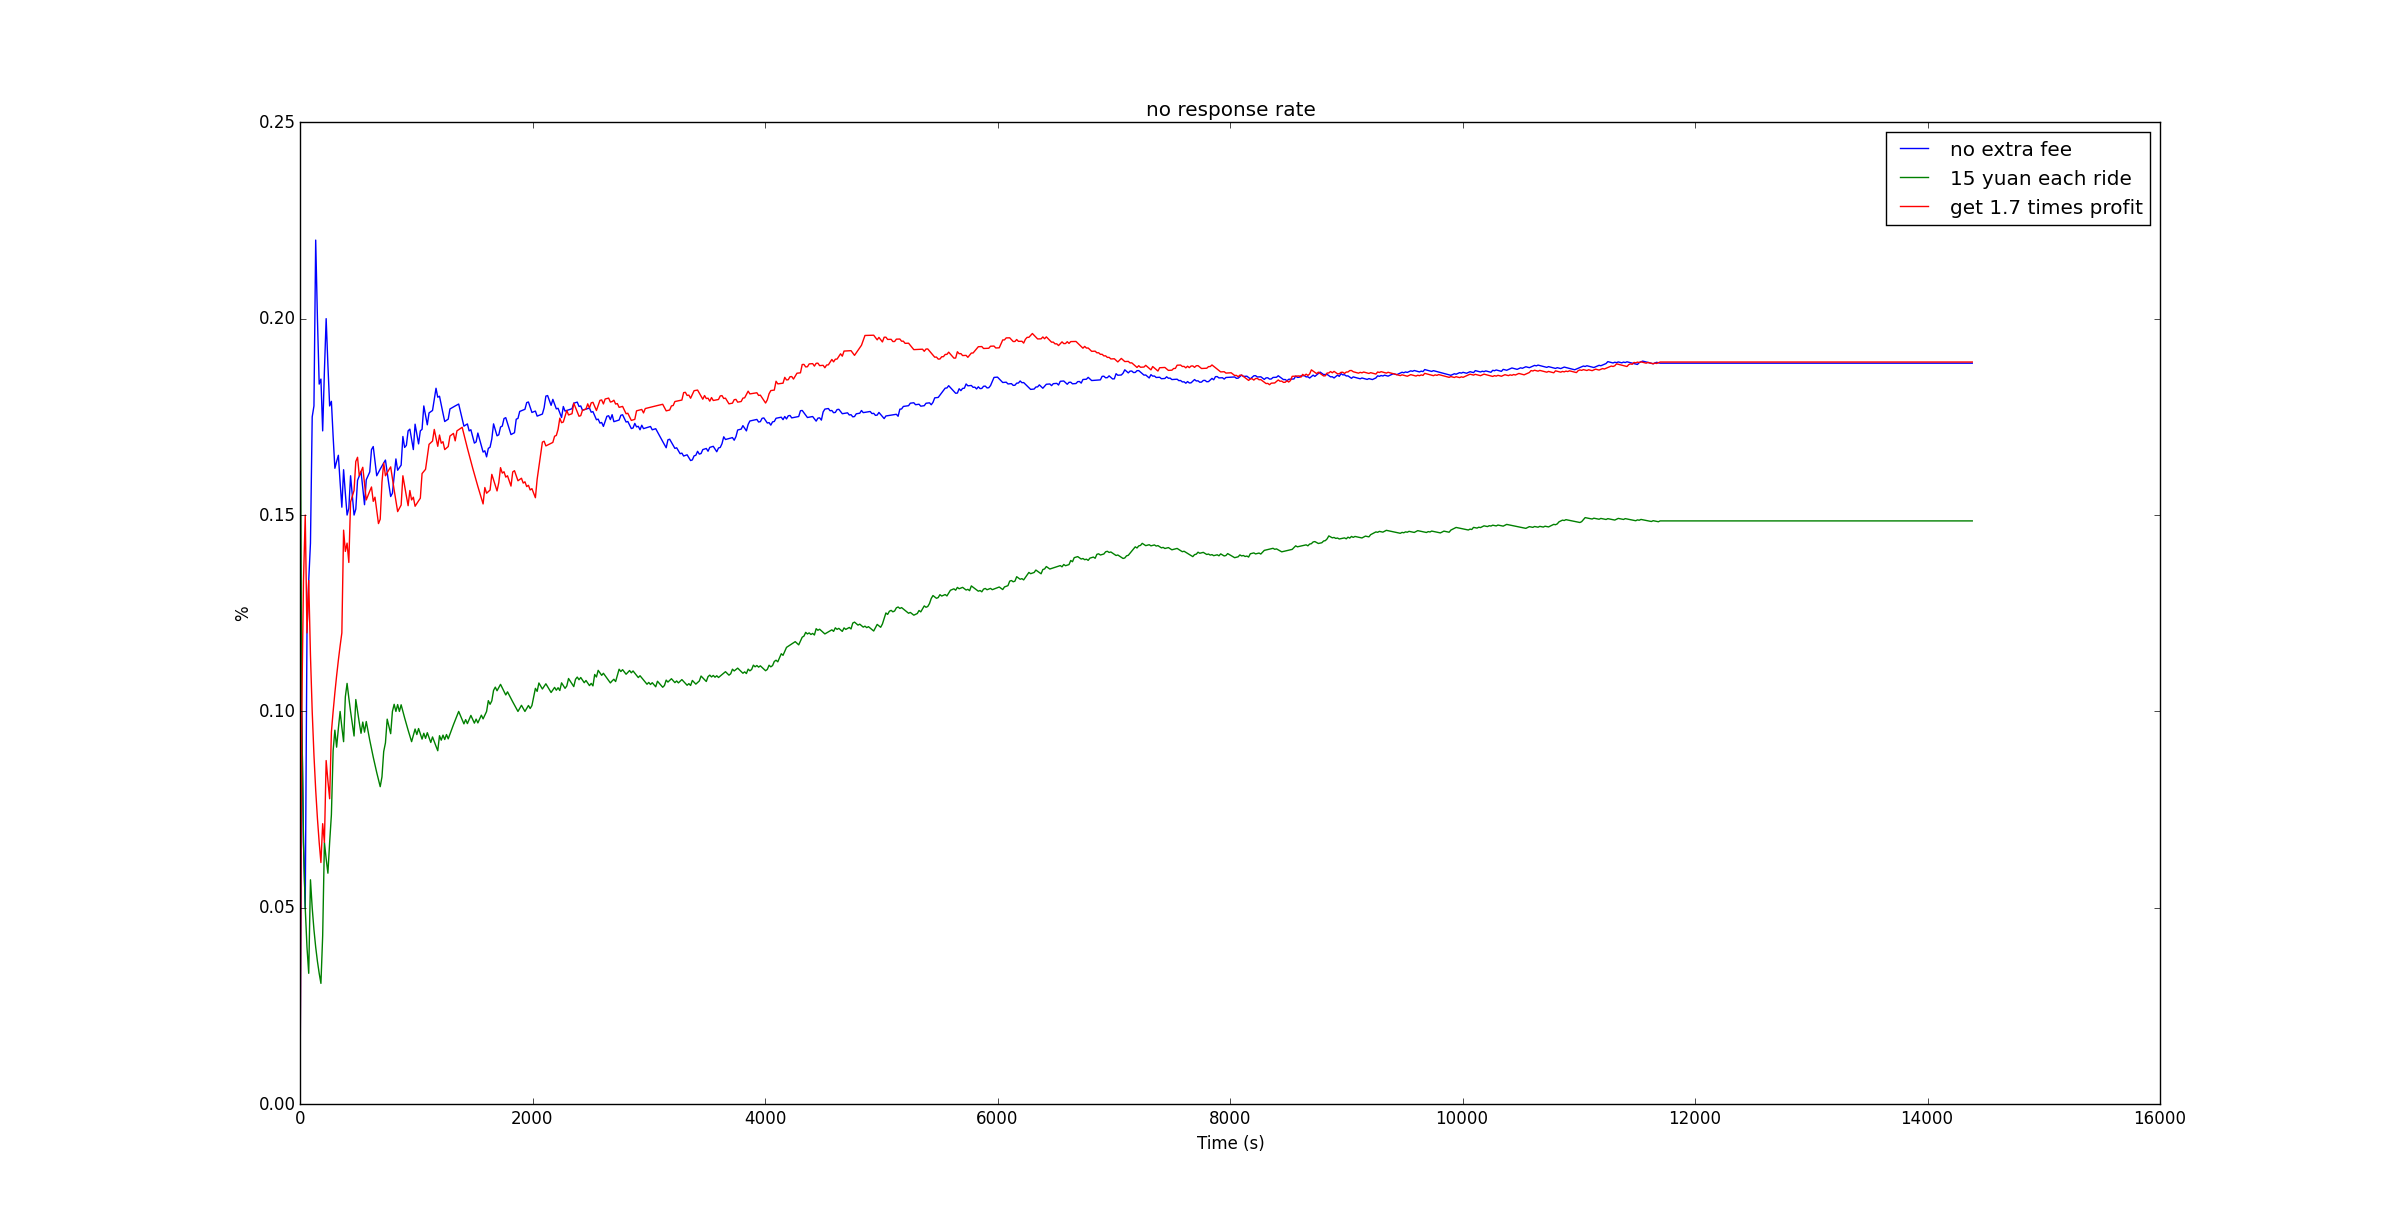 no response rate
0.25
no extra fee
15 yuan each ride
get 1.7 times profit
0.20
0.15
%
0.10
0.05
0.00
0 2000 4000 6000 8000 10000 12000 14000 16000
Time (s)